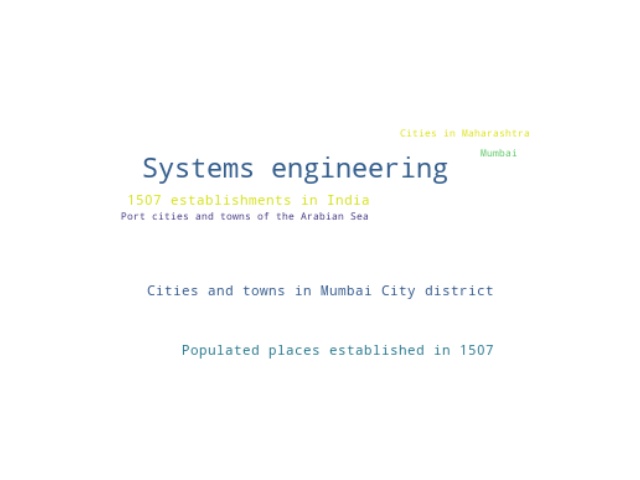 Cities in Maharashtra
Mumbai
Systems engineering
1507 establishments in India
Port cities and towns of the Arabian Sea
Cities and towns in Mumbai City district
Populated places established in 1507